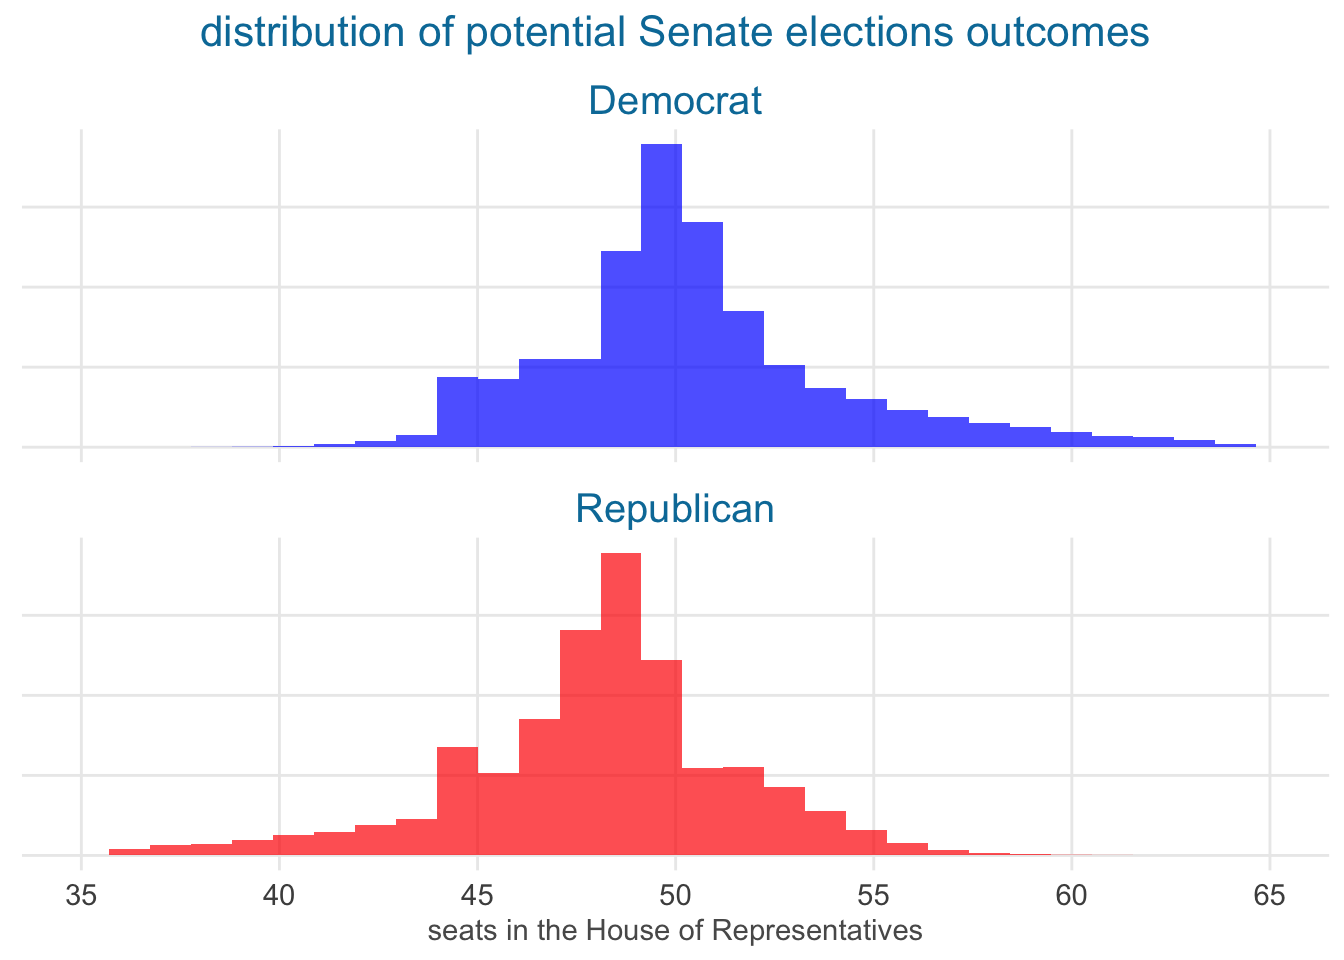 distribution of potential Senate elections outcomes
Democrat
Republican
35 40 45 50 55 60 65
seats in the House of Representatives